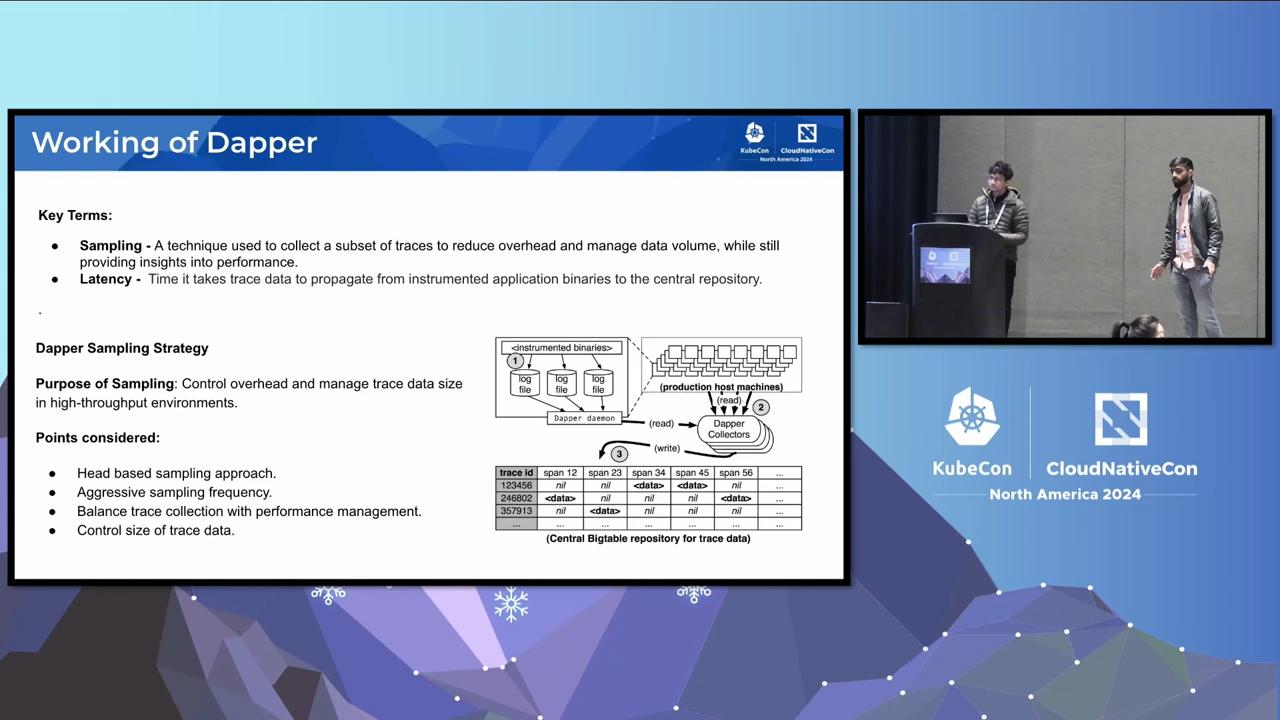 Working of Dapper
KubeCon
CloudNativeCon
North America 2024
Key Terms:
● Sampling - A technique used to collect a subset of traces to reduce overhead and manage data volume, while still
providing insights into performance.
● Latency - Time it takes trace data to propagate from instrumented application binaries to the central repository.
.
Dapper Sampling Strategy
Purpose of Sampling: Control overhead and manage trace data size
in high-throughput environments.
Points considered:
● Head based sampling approach.
● Aggressive sampling frequency.
● Balance trace collection with performance management.
● Control size of trace data.
<instrumented binaries>
1
log file
log file
log file
Dapper daemon
(production host machines)
(read)
2
(read)
Dapper
Collectors
(write)
3
trace id span 12 span 23 span 34 span 45 span 56 ...
123456 nil nil <data> <data> nil ...
246802 <data> nil nil nil <data> ...
357913 nil <data> nil nil nil ...
... ... ... ... ... ... ...
(Central Bigtable repository for trace data)
KubeCon
CloudNativeCon
North America 2024